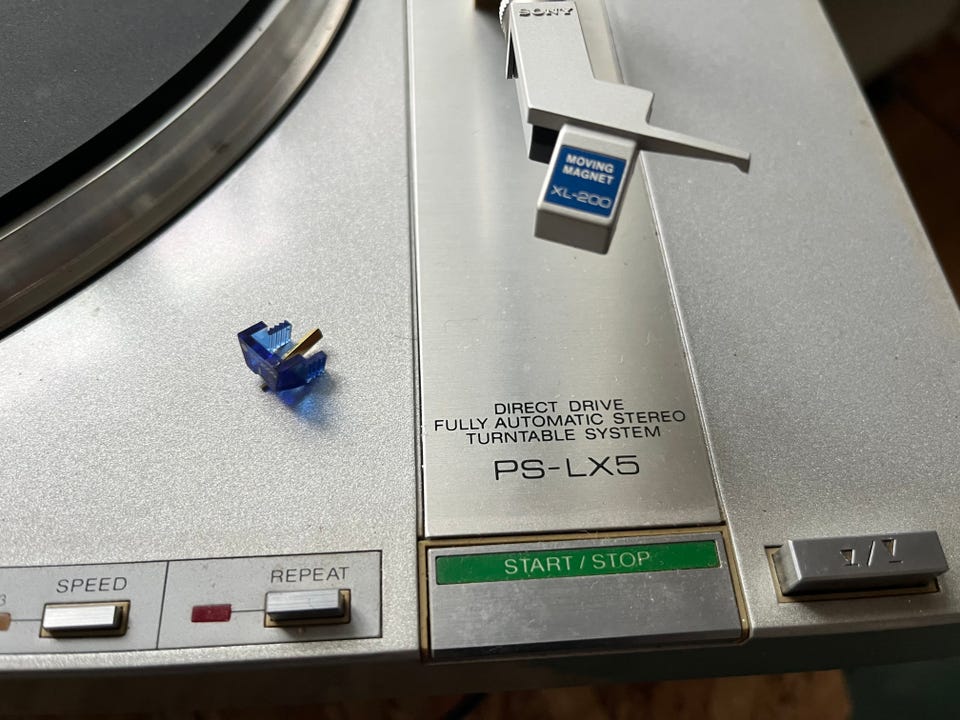 SONY
MOVING
MAGNET
XL-200
DIRECT DRIVE
FULLY AUTOMATIC STEREO
TURNTABLE SYSTEM
PS-LX5
START / STOP
SPEED
REPEAT